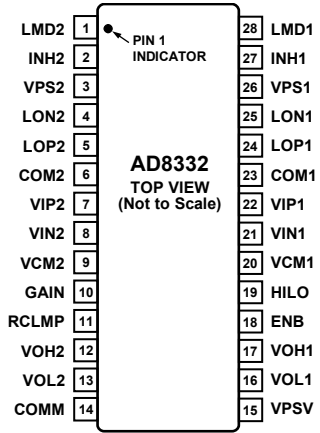 LMD2 1 28 LMD1
PIN 1
INDICATOR
INH2 2 27 INH1
VPS2 3 26 VPS1
LON2 4 25 LON1
LOP2 5 24 LOP1
COM2 6 23 COM1
AD8332
TOP VIEW
(Not to Scale)
VIP2 7 22 VIP1
VIN2 8 21 VIN1
VCM2 9 20 VCM1
GAIN 10 19 HILO
RCLMP 11 18 ENB
VOH2 12 17 VOH1
VOL2 13 16 VOL1
COMM 14 15 VPSV